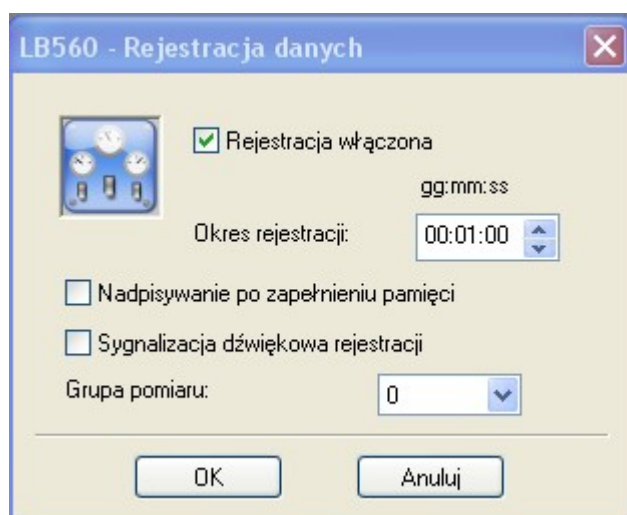 LB560 - Rejestracja danych
Rejestracja włączona
gg:mm:ss
Okres rejestracji: 00:01:00
Nadpisywanie po zapełnieniu pamięci
Sygnalizacja dźwiękowa rejestracji
Grupa pomiaru: 0
OK Anuluj